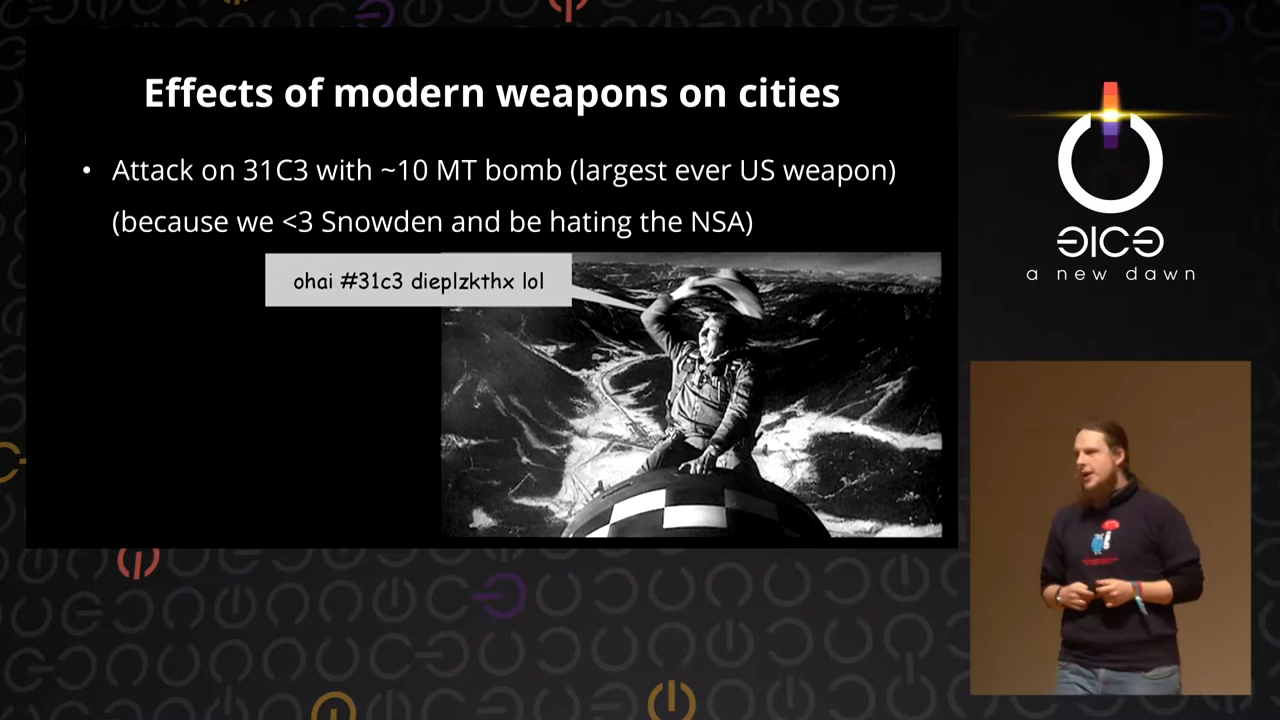 Effects of modern weapons on cities
• Attack on 31C3 with ~10 MT bomb (largest ever US weapon)
(because we <3 Snowden and be hating the NSA)
ohai #31c3 dieplzkthx lol
31C3
a new dawn